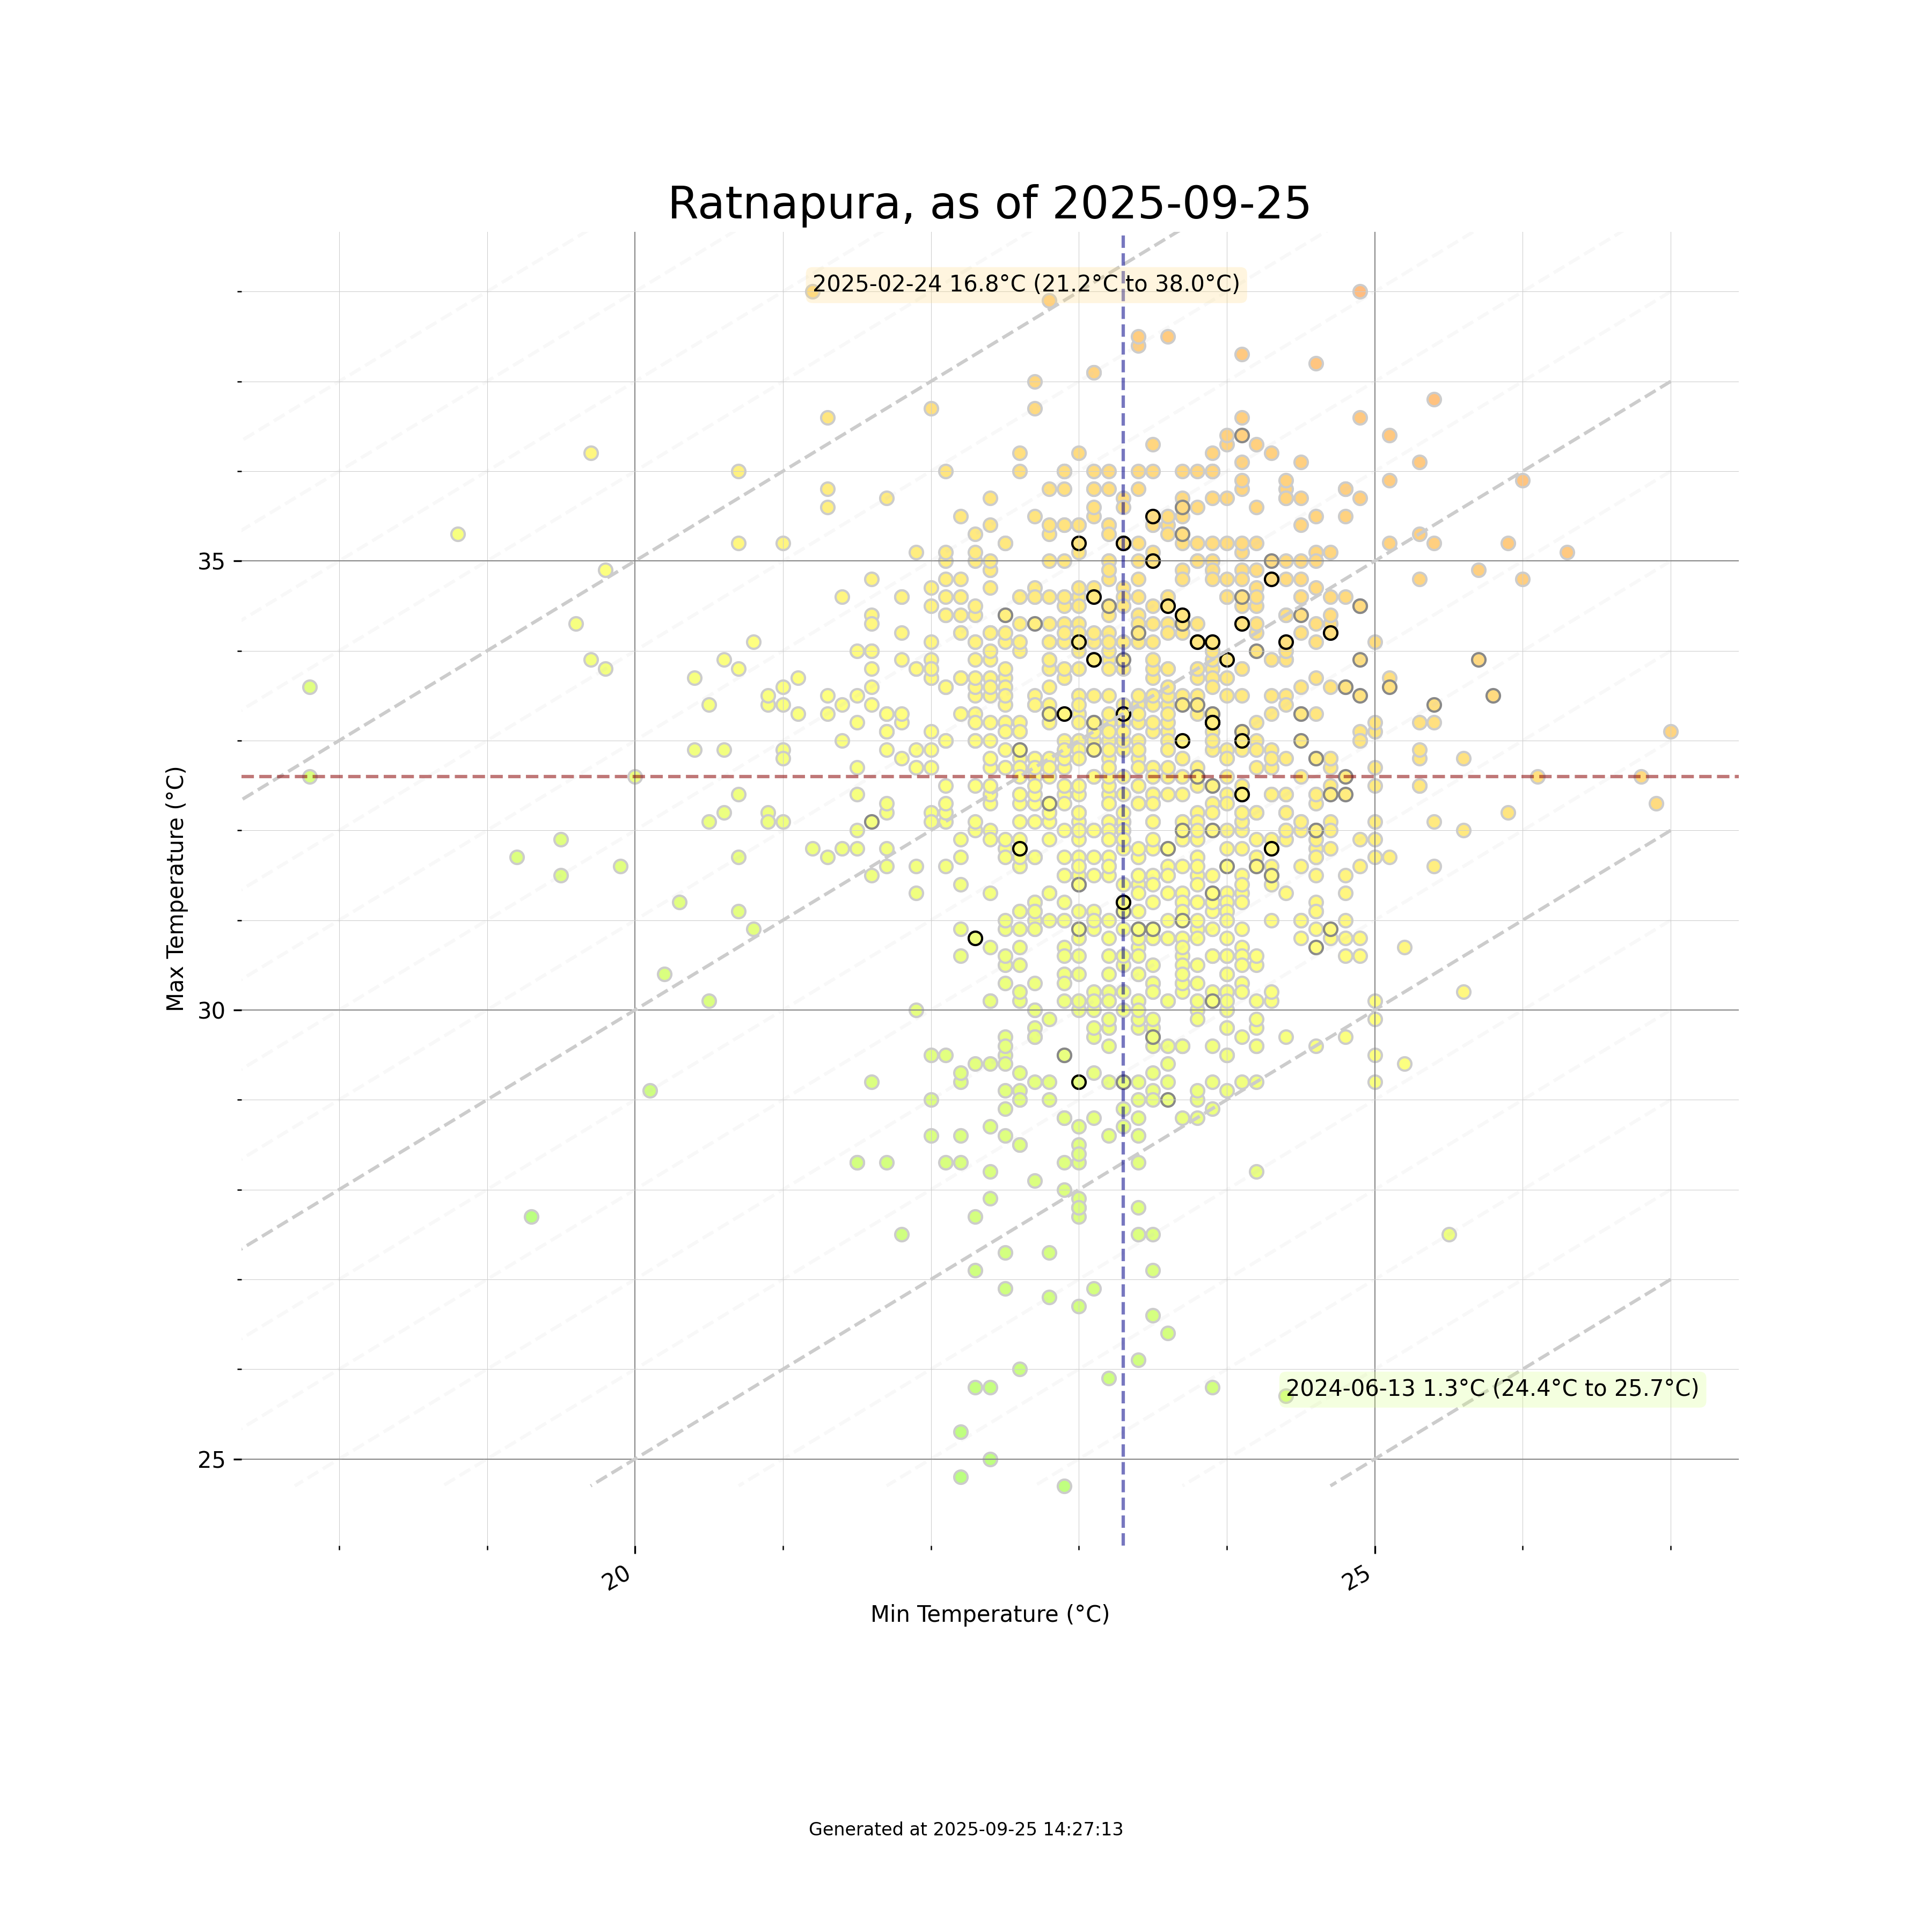 Ratnapura, as of 2025-09-25
2025-02-24 16.8°C (21.2°C to 38.0°C)
35
Max Temperature (°C)
30
2024-06-13 1.3°C (24.4°C to 25.7°C)
25
20
25
Min Temperature (°C)
Generated at 2025-09-25 14:27:13